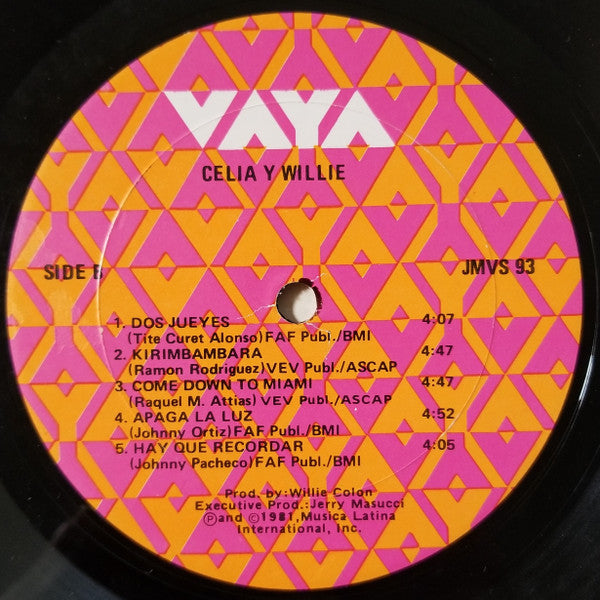 VAYA
CELIA Y WILLIE
SIDE B
JMVS 93
1. DOS JUEYES 4:07
(Tite Curet Alonso) FAF Publ./BMI
2. KIRIMBAMBARA 4:47
(Ramon Rodriguez) VEV Publ./ASCAP
3. COME DOWN TO MIAMI 4:47
(Raquel M. Attias) VEV Publ./ASCAP
4. APAGA LA LUZ 4:52
(Johnny Ortiz) FAF Publ./BMI
5. HAY QUE RECORDAR 4:05
(Johnny Pacheco) FAF Publ./BMI
Prod. by: Willie Colon
Executive Prod.: Jerry Masucci
Ⓟand ©1981, Musica Latina
International, Inc.